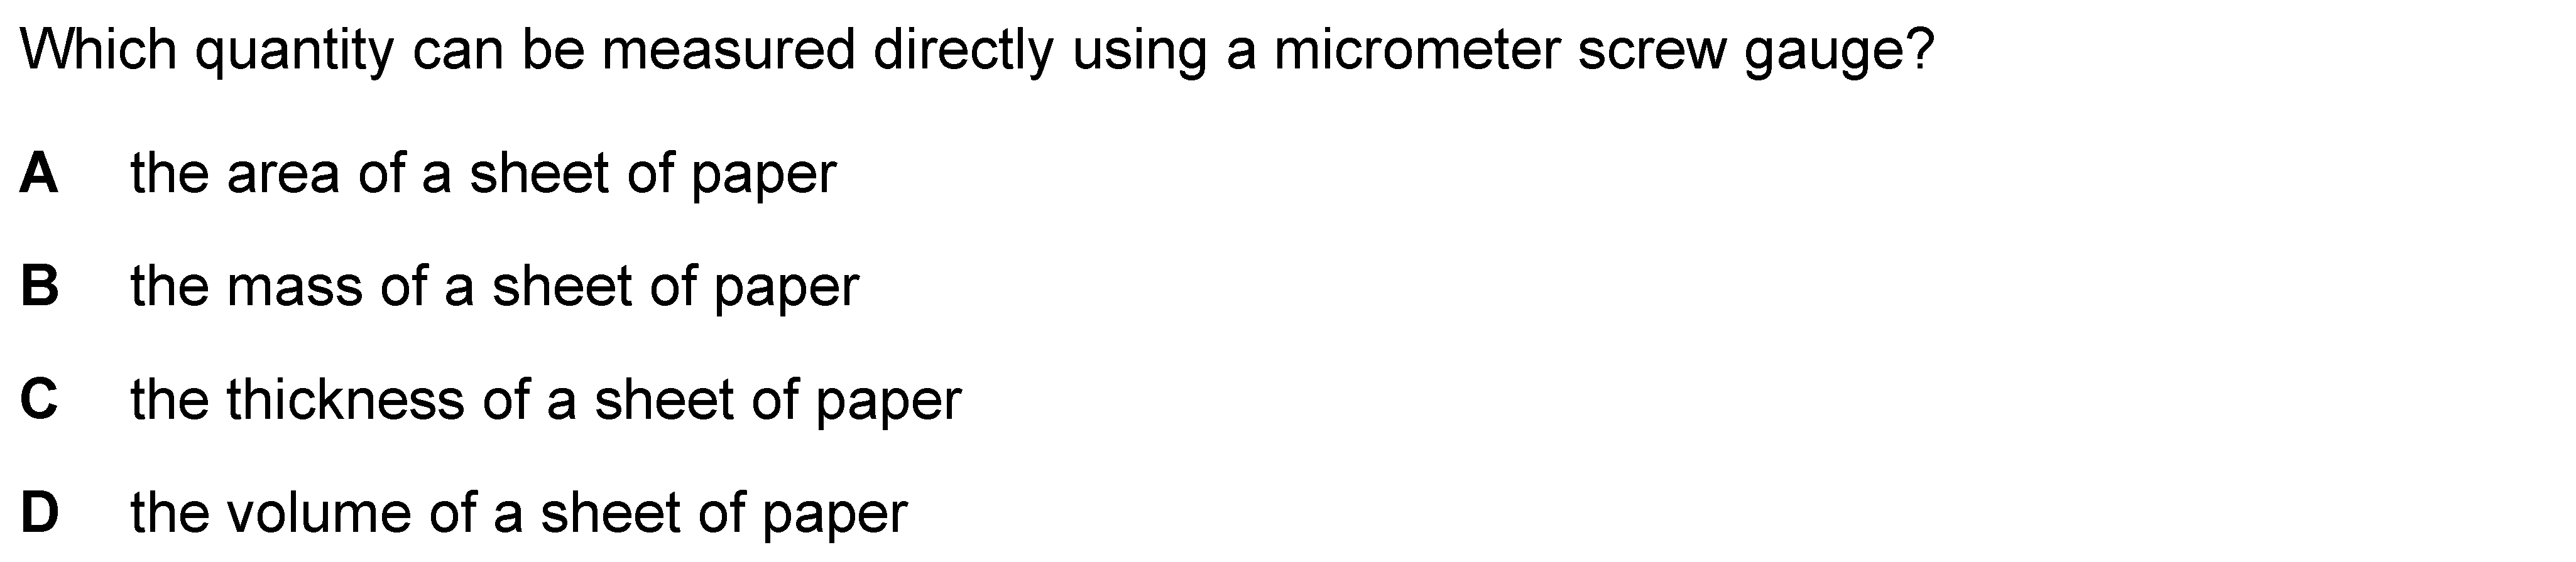 Which quantity can be measured directly using a micrometer screw gauge?
A the area of a sheet of paper
B the mass of a sheet of paper
C the thickness of a sheet of paper
D the volume of a sheet of paper